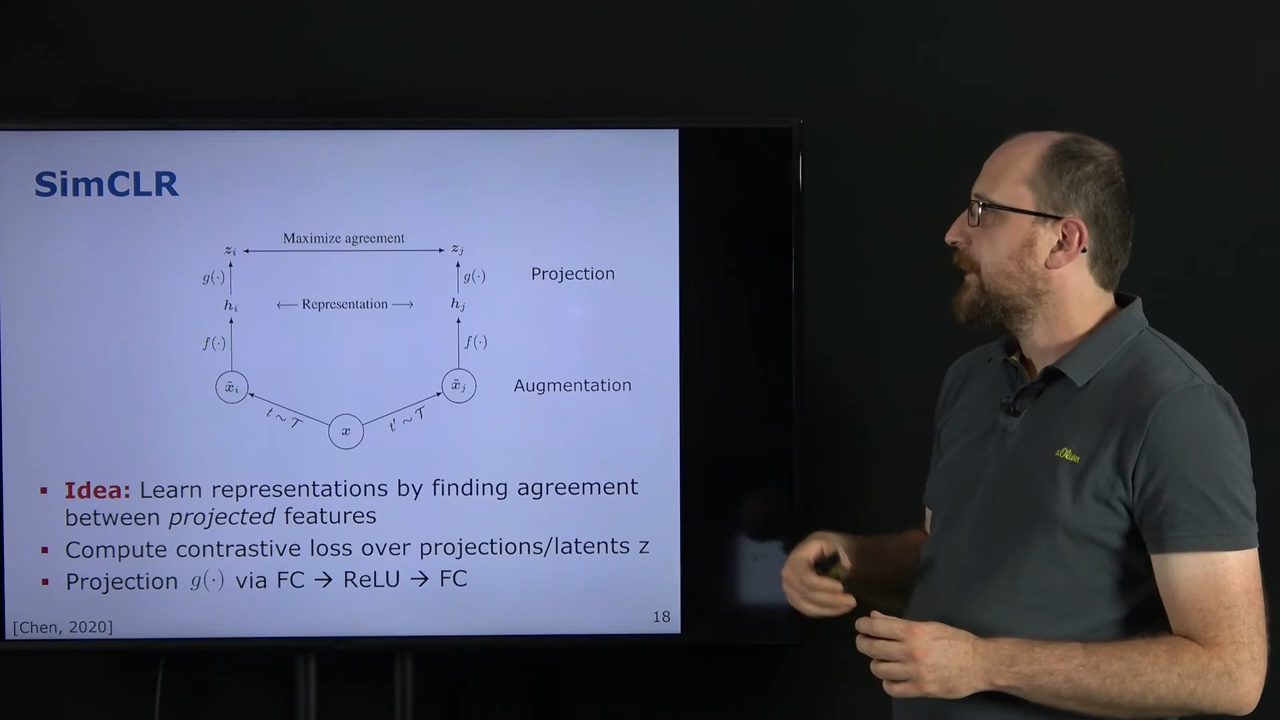 SimCLR
Maximize agreement
z_i
z_j
g(·)
g(·)
Projection
h_i
← Representation →
h_j
f(·)
f(·)
x̃_i
x̃_j
Augmentation
t ~ T
t' ~ T
x
▪ Idea: Learn representations by finding agreement
between projected features
▪ Compute contrastive loss over projections/latents z
▪ Projection g(·) via FC → ReLU → FC
[Chen, 2020]
18
s.Oliver